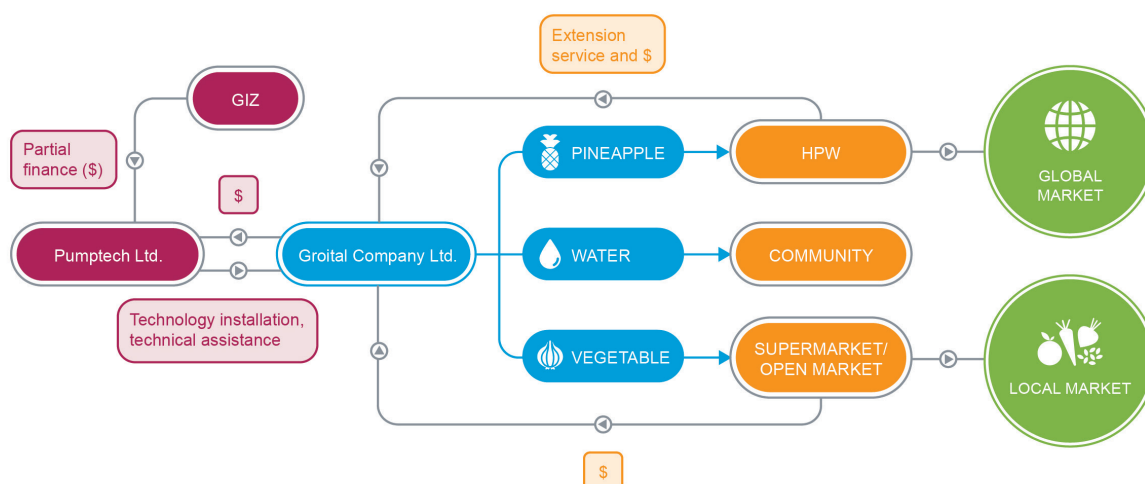 Extension
service and $
GIZ
Partial
finance ($)
$
PINEAPPLE
HPW
GLOBAL
MARKET
Pumptech Ltd.
Groital Company Ltd.
WATER
COMMUNITY
Technology installation,
technical assistance
VEGETABLE
SUPERMARKET/
OPEN MARKET
LOCAL MARKET
$